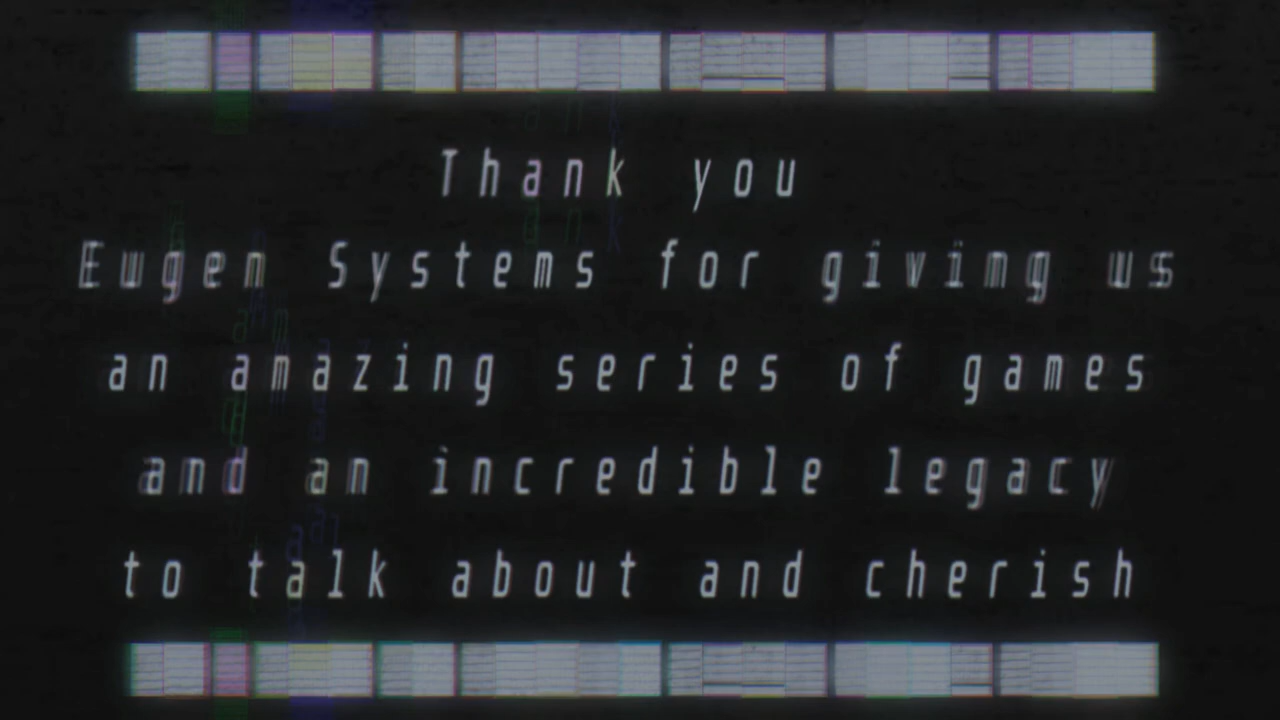 Thank you
Eugen Systems for giving us
an amazing series of games
and an incredible legacy
to talk about and cherish